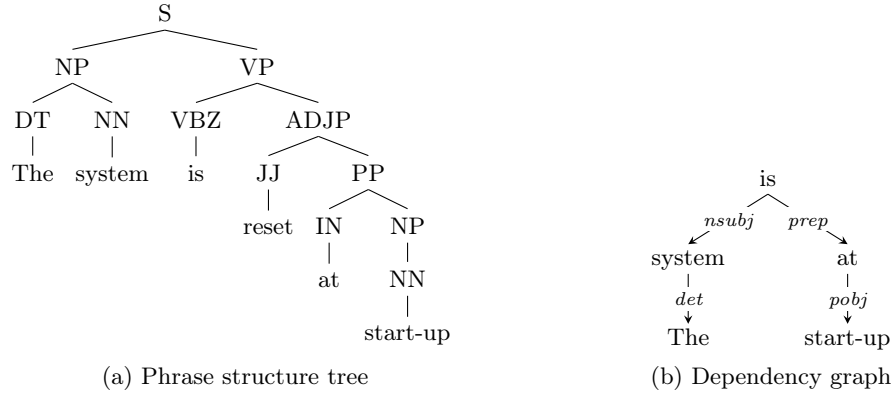 S
NP VP
DT NN VBZ ADJP
The system is JJ PP
reset IN NP
at NN
start-up
(a) Phrase structure tree
is
nsubj prep
system at
det pobj
The start-up
(b) Dependency graph